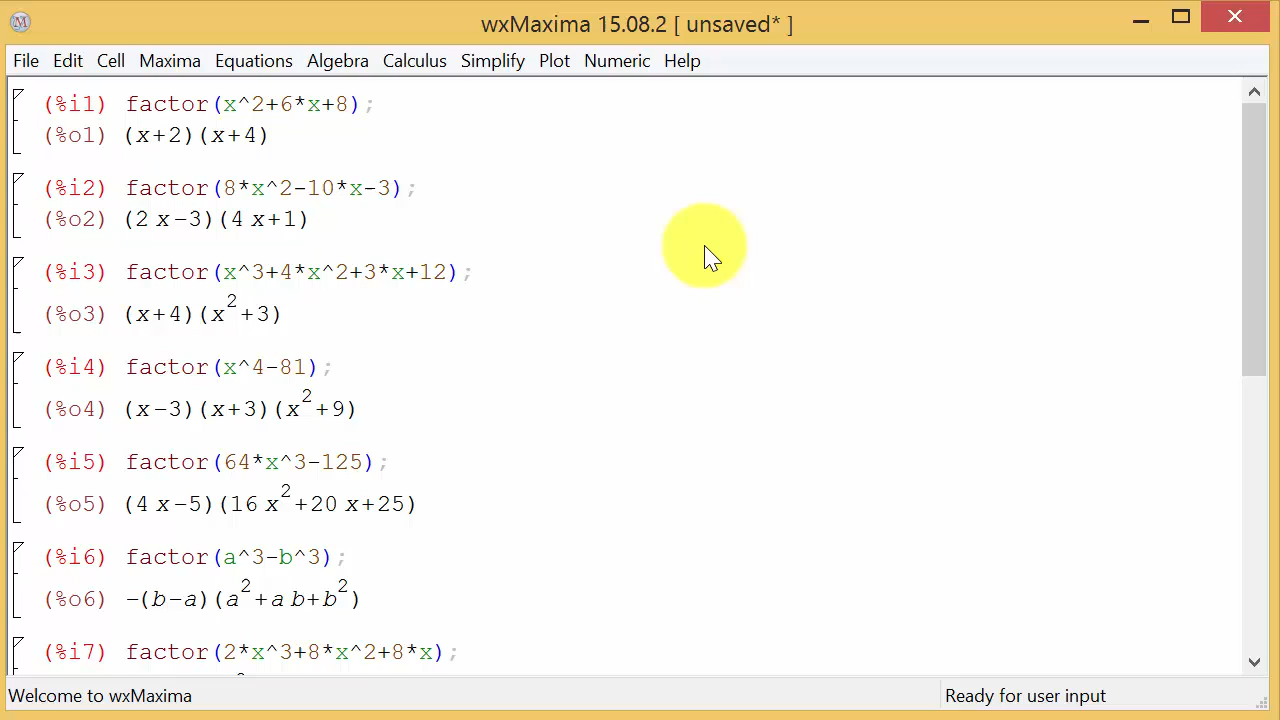 wxMaxima 15.08.2 [ unsaved* ]
File Edit Cell Maxima Equations Algebra Calculus Simplify Plot Numeric Help
(%i1) factor(x^2+6*x+8);
(%o1) (x+2)(x+4)
(%i2) factor(8*x^2-10*x-3);
(%o2) (2 x-3)(4 x+1)
(%i3) factor(x^3+4*x^2+3*x+12);
(%o3) (x+4)(x²+3)
(%i4) factor(x^4-81);
(%o4) (x-3)(x+3)(x²+9)
(%i5) factor(64*x^3-125);
(%o5) (4 x-5)(16 x²+20 x+25)
(%i6) factor(a^3-b^3);
(%o6) -(b-a)(a²+a b+b²)
(%i7) factor(2*x^3+8*x^2+8*x);
Welcome to wxMaxima Ready for user input